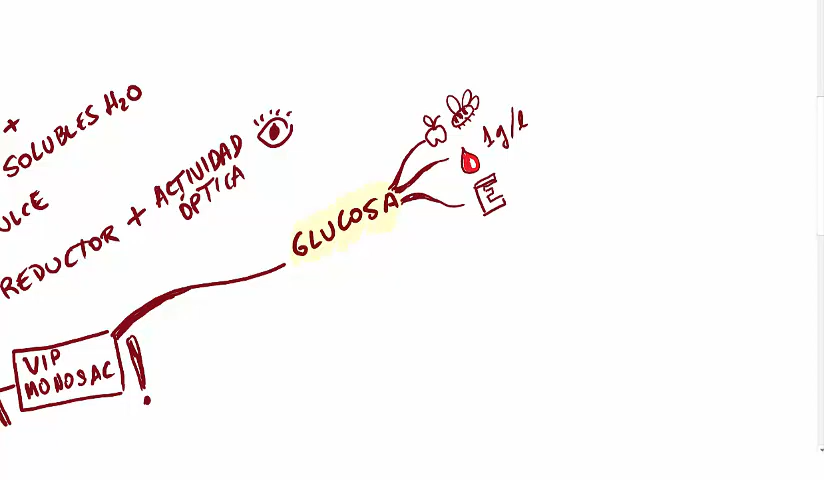 +
SOLUBLES H₂O
ULCE
REDUCTOR + ACTIVIDAD
ÓPTICA
GLUCOSA
1g/l
E
VIP
MONOSAC
!